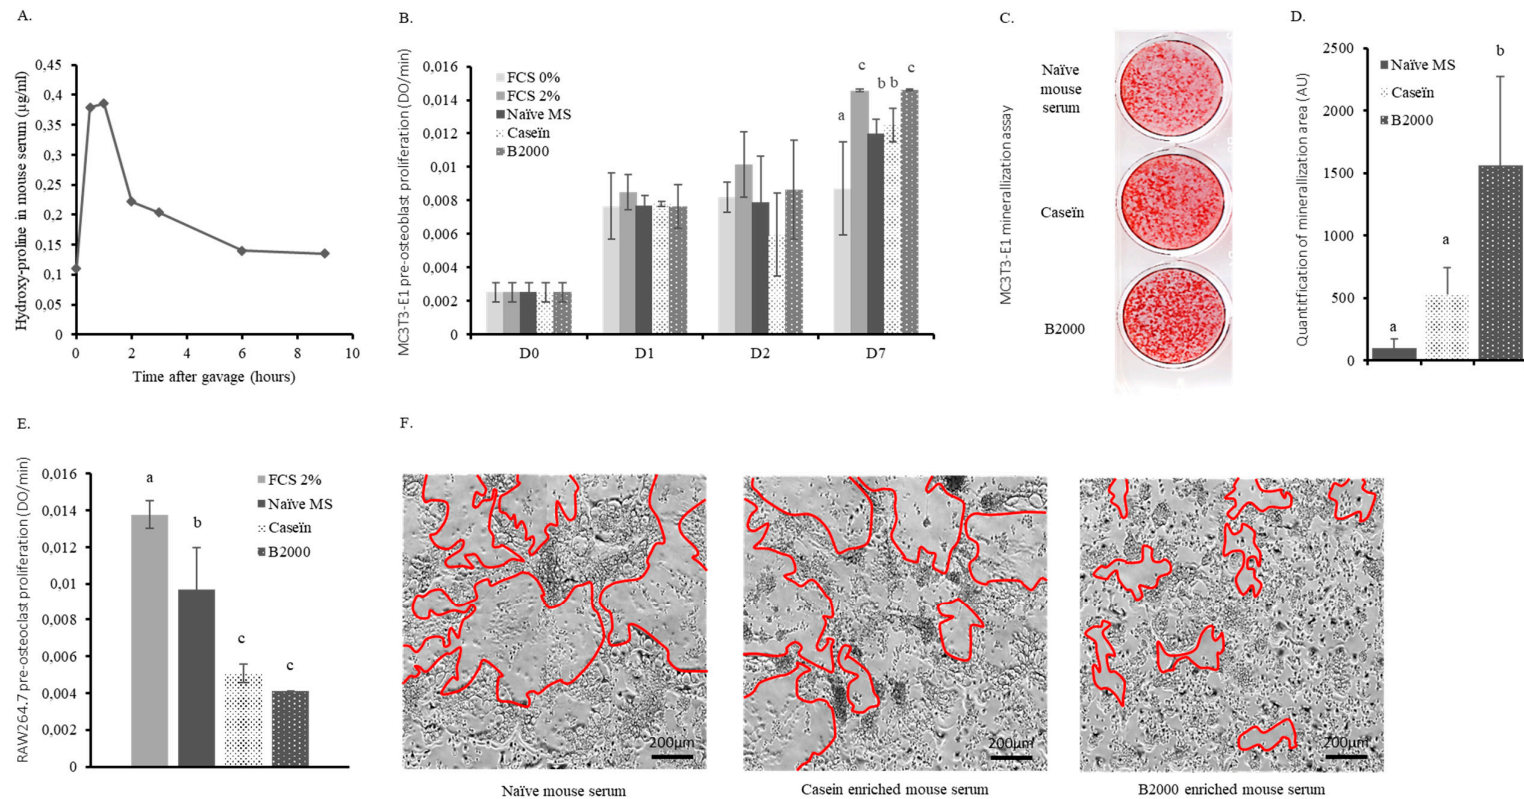 A.
Hydroxy-proline in mouse serum (µg/ml)
0,45
0,4
0,35
0,3
0,25
0,2
0,15
0,1
0,05
0
0 2 4 6 8 10
Time after gavage (hours)
B.
MC3T3-E1 pre-osteoblast proliferation (DO/min)
0,016
0,014
0,012
0,010
0,008
0,006
0,004
0,002
0
FCS 0%
FCS 2%
Naïve MS
Caseïn
B2000
a
c
b
b
c
D0 D1 D2 D7
C.
MC3T3-E1 minerallization assay
Naïve
mouse
serum
Caseïn
B2000
D.
Quantitfication of minerallization area (AU)
2500
2000
1500
1000
500
0
Naïve MS
Caseïn
B2000
a
a
b
E.
RAW264.7 pre-osteoclast proliferation (DO/min)
0,016
0,014
0,012
0,01
0,008
0,006
0,004
0,002
0
FCS 2%
Naïve MS
Caseïn
B2000
a
b
c
c
F.
200µm
200µm
200µm
Naïve mouse serum
Casein enriched mouse serum
B2000 enriched mouse serum